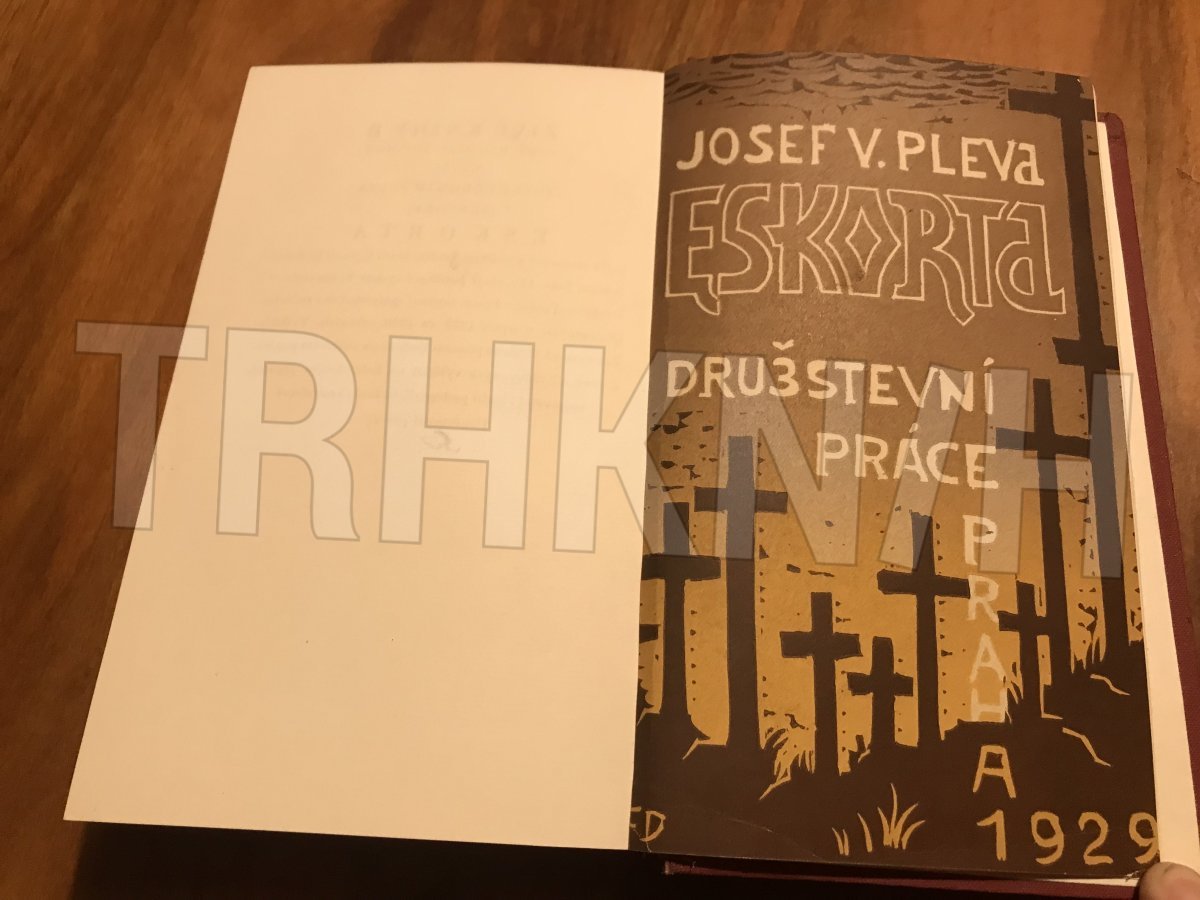 JOSEF V. PLEVA
ESKORTA
DRUŽSTEVNÍ
PRÁCE
PRAHA
1929
TRHKNIH